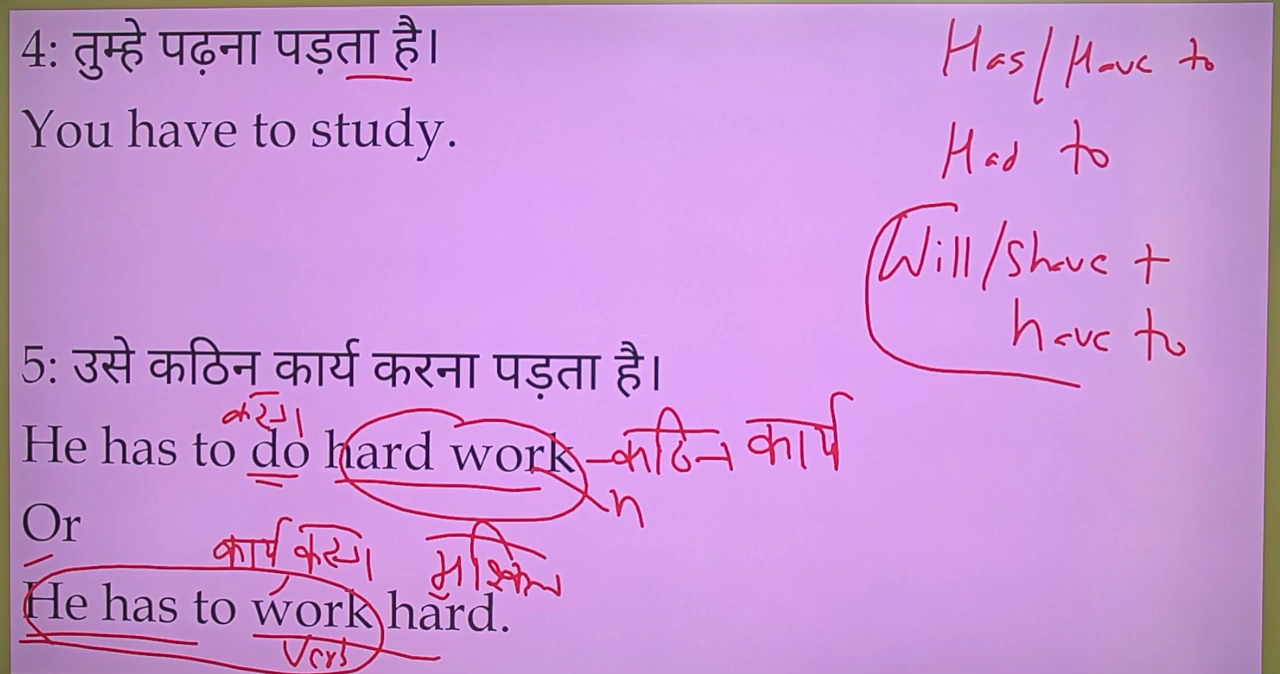 4: तुम्हे पढ़ना पड़ता है।
You have to study.
Has/Have to
Had to
Will/Shave +
have to
5: उसे कठिन कार्य करना पड़ता है।
करना
He has to do hard work – कठिन कार्य
n
Or
कार्य करना मुश्किल
He has to work hard.
Verb